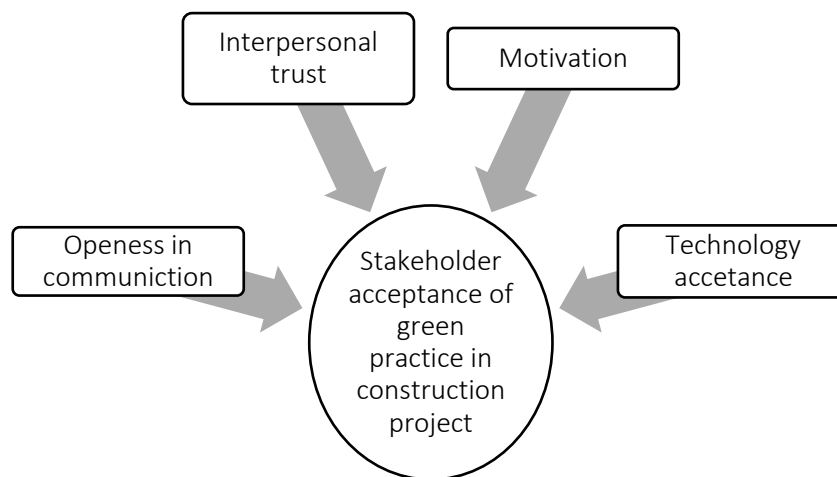 Interpersonal
trust
Motivation
Openess in
communiction
Technology
accetance
Stakeholder
acceptance of
green
practice in
construction
project